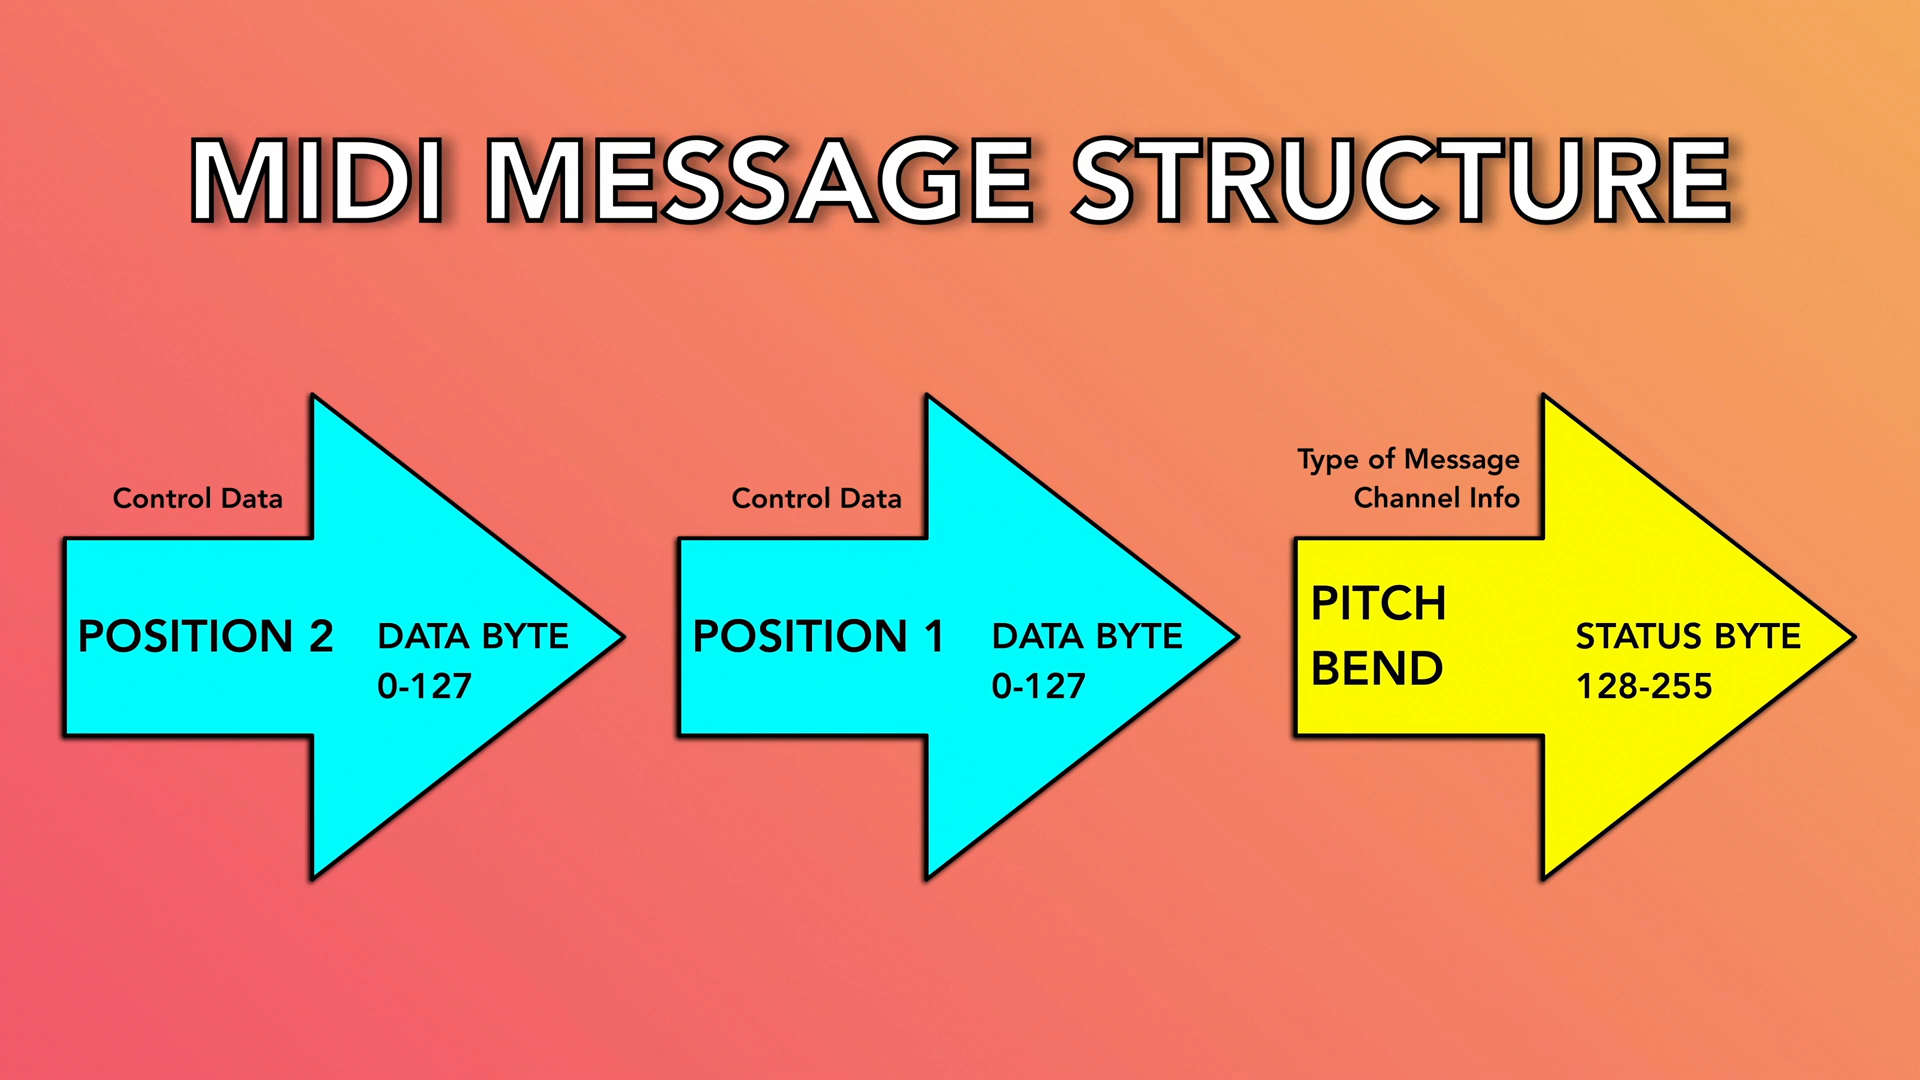 MIDI MESSAGE STRUCTURE
Control Data
POSITION 2
DATA BYTE
0-127
Control Data
POSITION 1
DATA BYTE
0-127
Type of Message
Channel Info
PITCH
BEND
STATUS BYTE
128-255